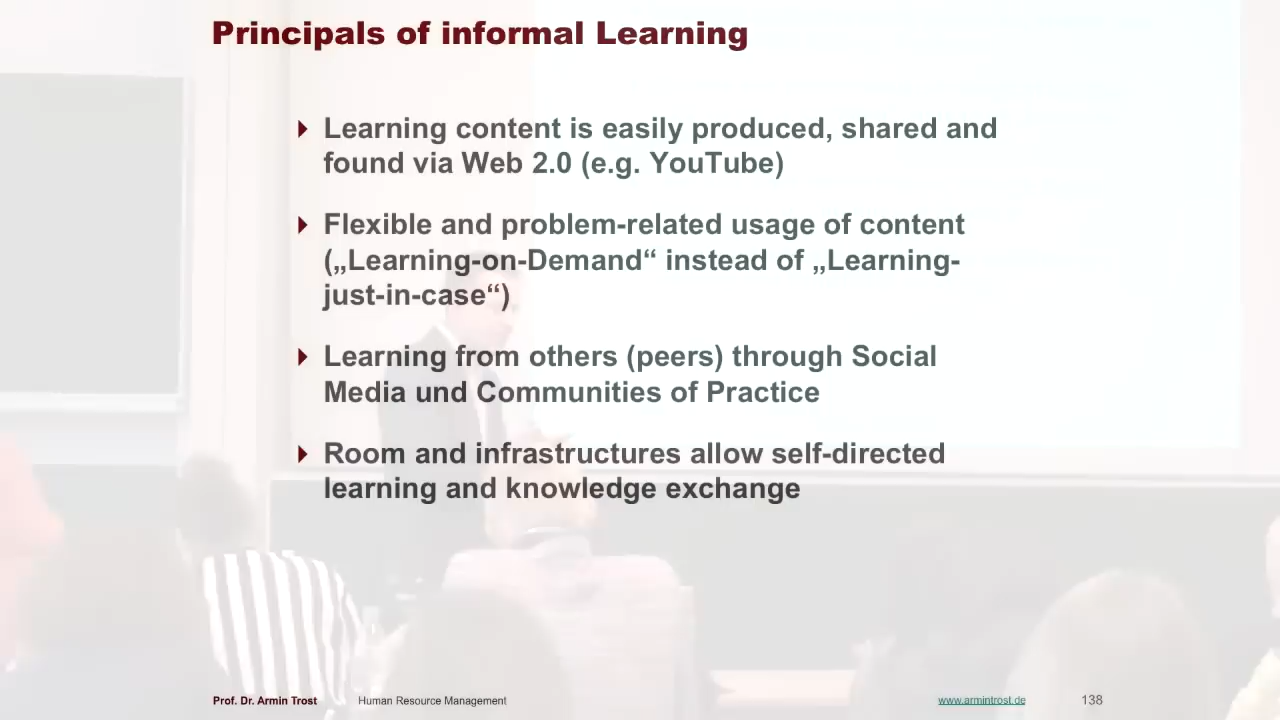 Principals of informal Learning
Learning content is easily produced, shared and
found via Web 2.0 (e.g. YouTube)
Flexible and problem-related usage of content
(„Learning-on-Demand“ instead of „Learning-
just-in-case“)
Learning from others (peers) through Social
Media und Communities of Practice
Room and infrastructures allow self-directed
learning and knowledge exchange
Prof. Dr. Armin Trost Human Resource Management www.armintrost.de 138